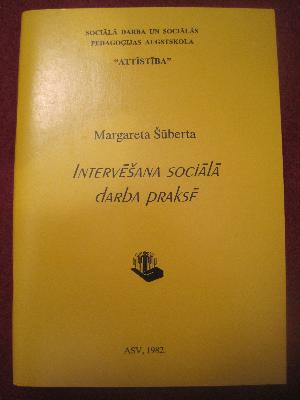 SOCIĀLĀ DARBA UN SOCIĀLĀS
PEDAGOĢIJAS AUGSTSKOLA
"ATTĪSTĪBA"
Margareta Šūberta
INTERVĒŠANA SOCIĀLĀ
DARBA PRAKSĒ
ASV, 1982.